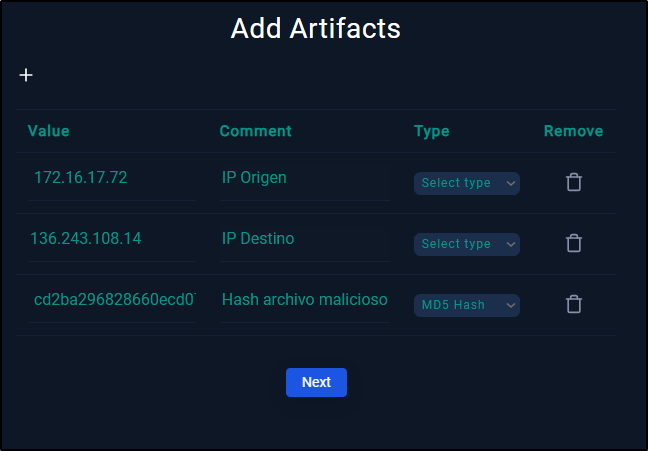 Add Artifacts
+
Value Comment Type Remove
172.16.17.72 IP Origen Select type
136.243.108.14 IP Destino Select type
cd2ba296828660ecd0 Hash archivo malicioso MD5 Hash
Next